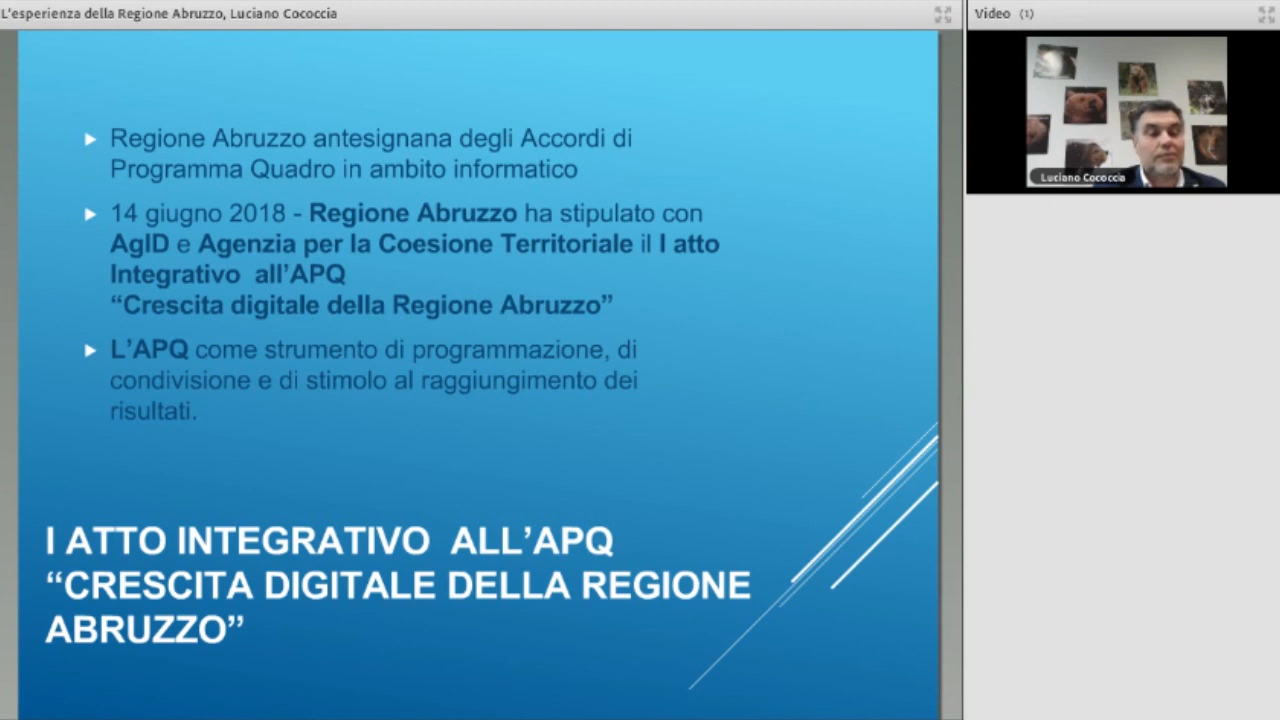 L'esperienza della Regione Abruzzo, Luciano Cococcia
Video (1)
Luciano Cococcia
Regione Abruzzo antesignana degli Accordi di
Programma Quadro in ambito informatico
14 giugno 2018 - Regione Abruzzo ha stipulato con
AgID e Agenzia per la Coesione Territoriale il I atto
Integrativo all’APQ
“Crescita digitale della Regione Abruzzo”
L’APQ come strumento di programmazione, di
condivisione e di stimolo al raggiungimento dei
risultati.
I ATTO INTEGRATIVO ALL’APQ
“CRESCITA DIGITALE DELLA REGIONE
ABRUZZO”